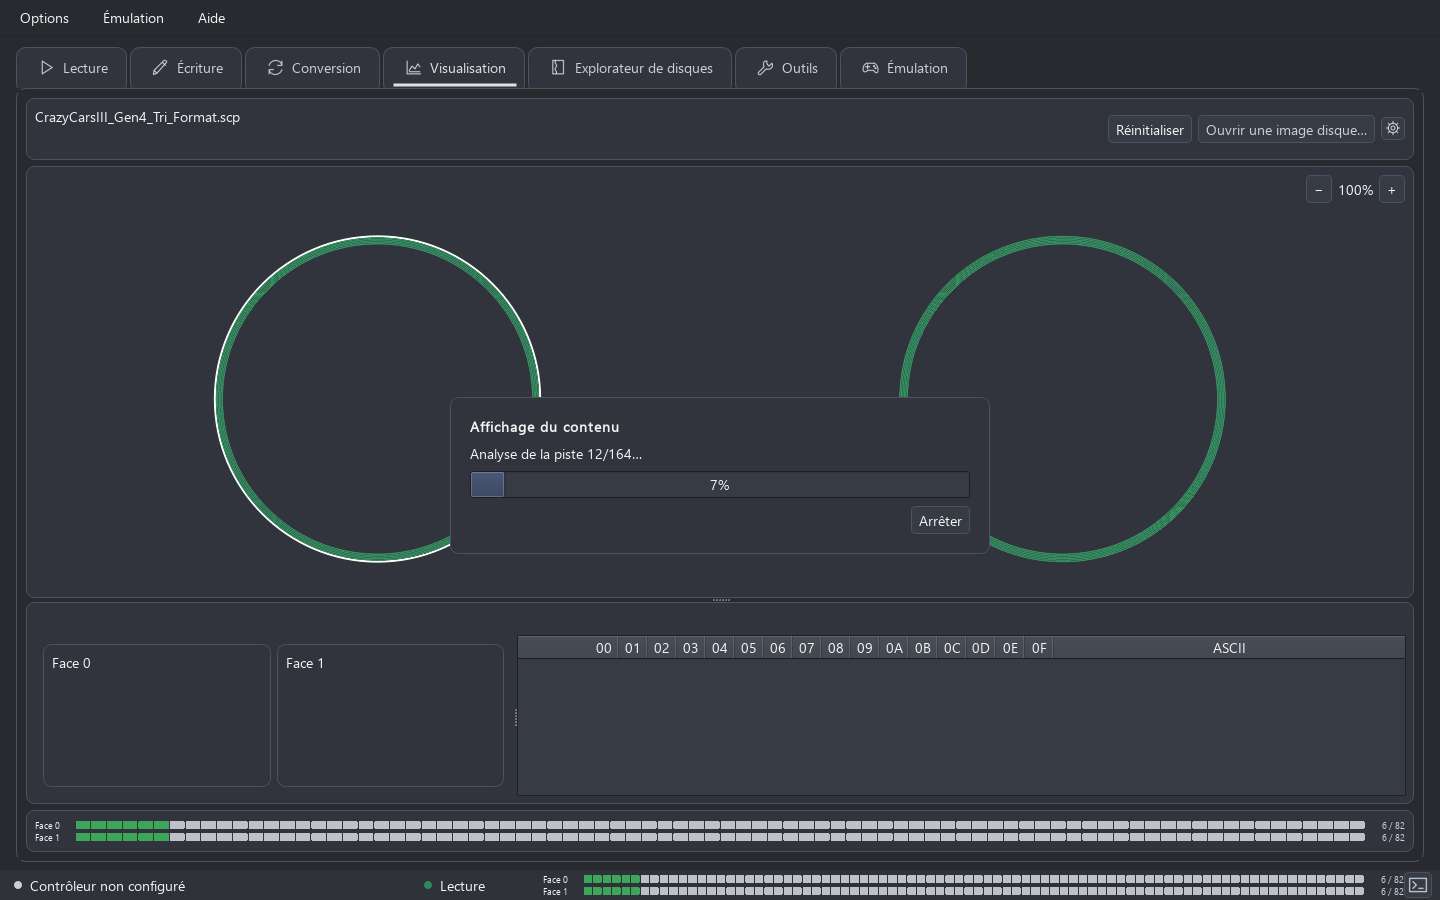 Options Émulation Aide
Lecture Écriture Conversion Visualisation Explorateur de disques Outils Émulation
CrazyCarsIII_Gen4_Tri_Format.scp
Réinitialiser Ouvrir une image disque...
− 100% +
Affichage du contenu
Analyse de la piste 12/164...
7%
Arrêter
00 01 02 03 04 05 06 07 08 09 0A 0B 0C 0D 0E 0F ASCII
Face 0 Face 1
Face 0 6 / 82
Face 1 6 / 82
Contrôleur non configuré Lecture
Face 0 6 / 82
Face 1 6 / 82